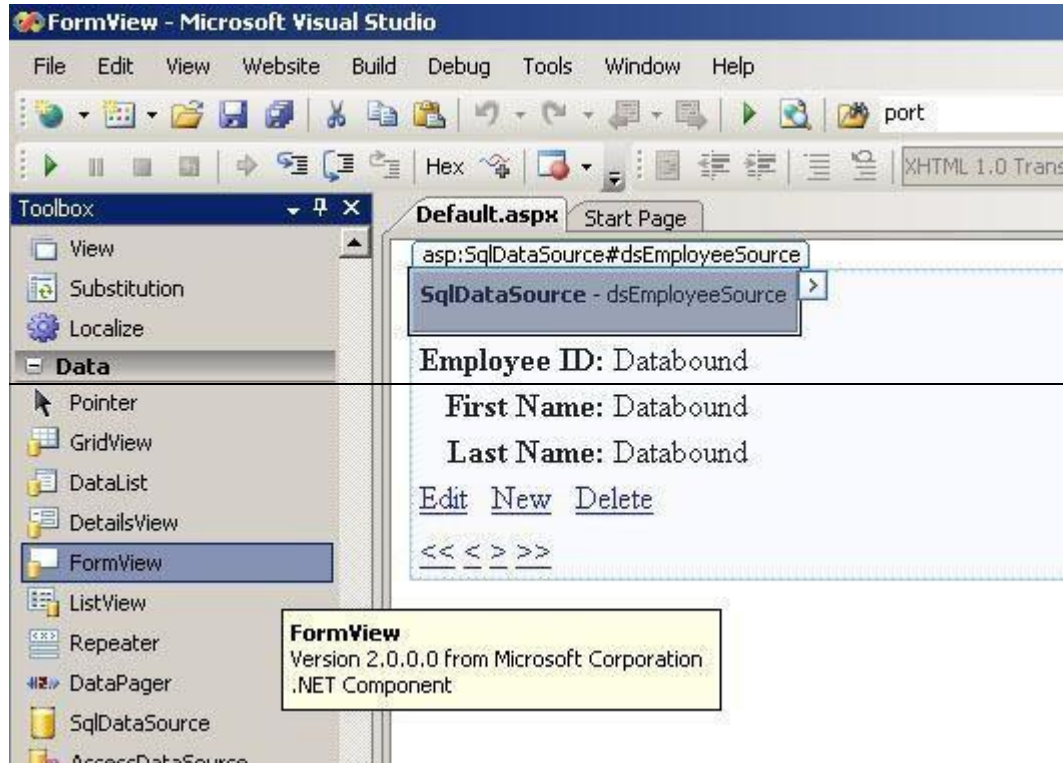 FormView - Microsoft Visual Studio
File Edit View Website Build Debug Tools Window Help
port
Hex XHTML 1.0 Trans
Toolbox
View
Substitution
Localize
Data
Pointer
GridView
DataList
DetailsView
FormView
ListView
Repeater
DataPager
SqlDataSource
AccessDataSource
Default.aspx Start Page
asp:SqlDataSource#dsEmployeeSource
SqlDataSource - dsEmployeeSource >
Employee ID: Databound
First Name: Databound
Last Name: Databound
Edit New Delete
<< < > >>
FormView
Version 2.0.0.0 from Microsoft Corporation
.NET Component